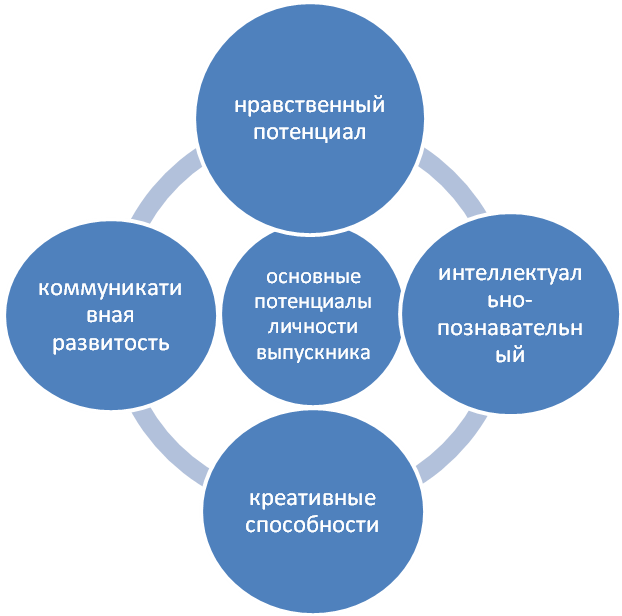 нравственный
потенциал
коммуникати
вная
развитость
основные
потенциалы
личности
выпускника
интеллектуал
ьно-
познавательн
ый
креативные
способности